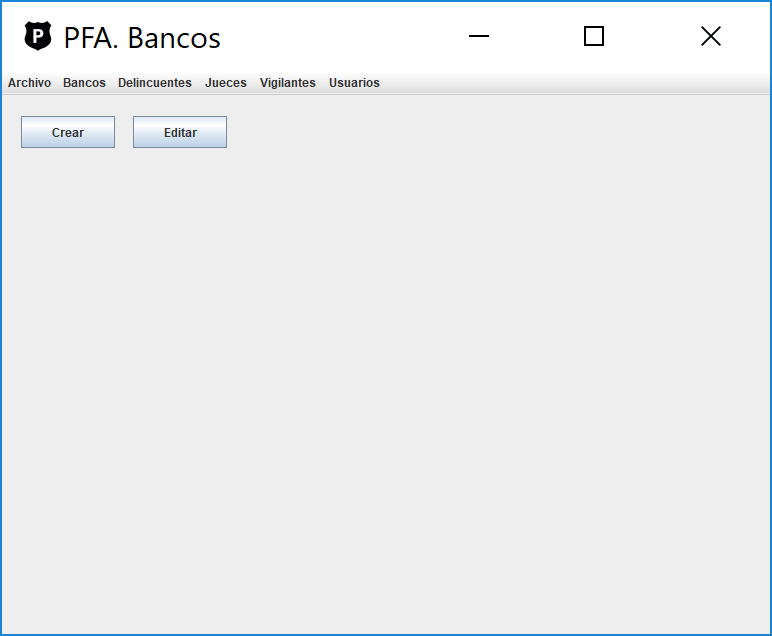 P PFA. Bancos
Archivo Bancos Delincuentes Jueces Vigilantes Usuarios
Crear Editar